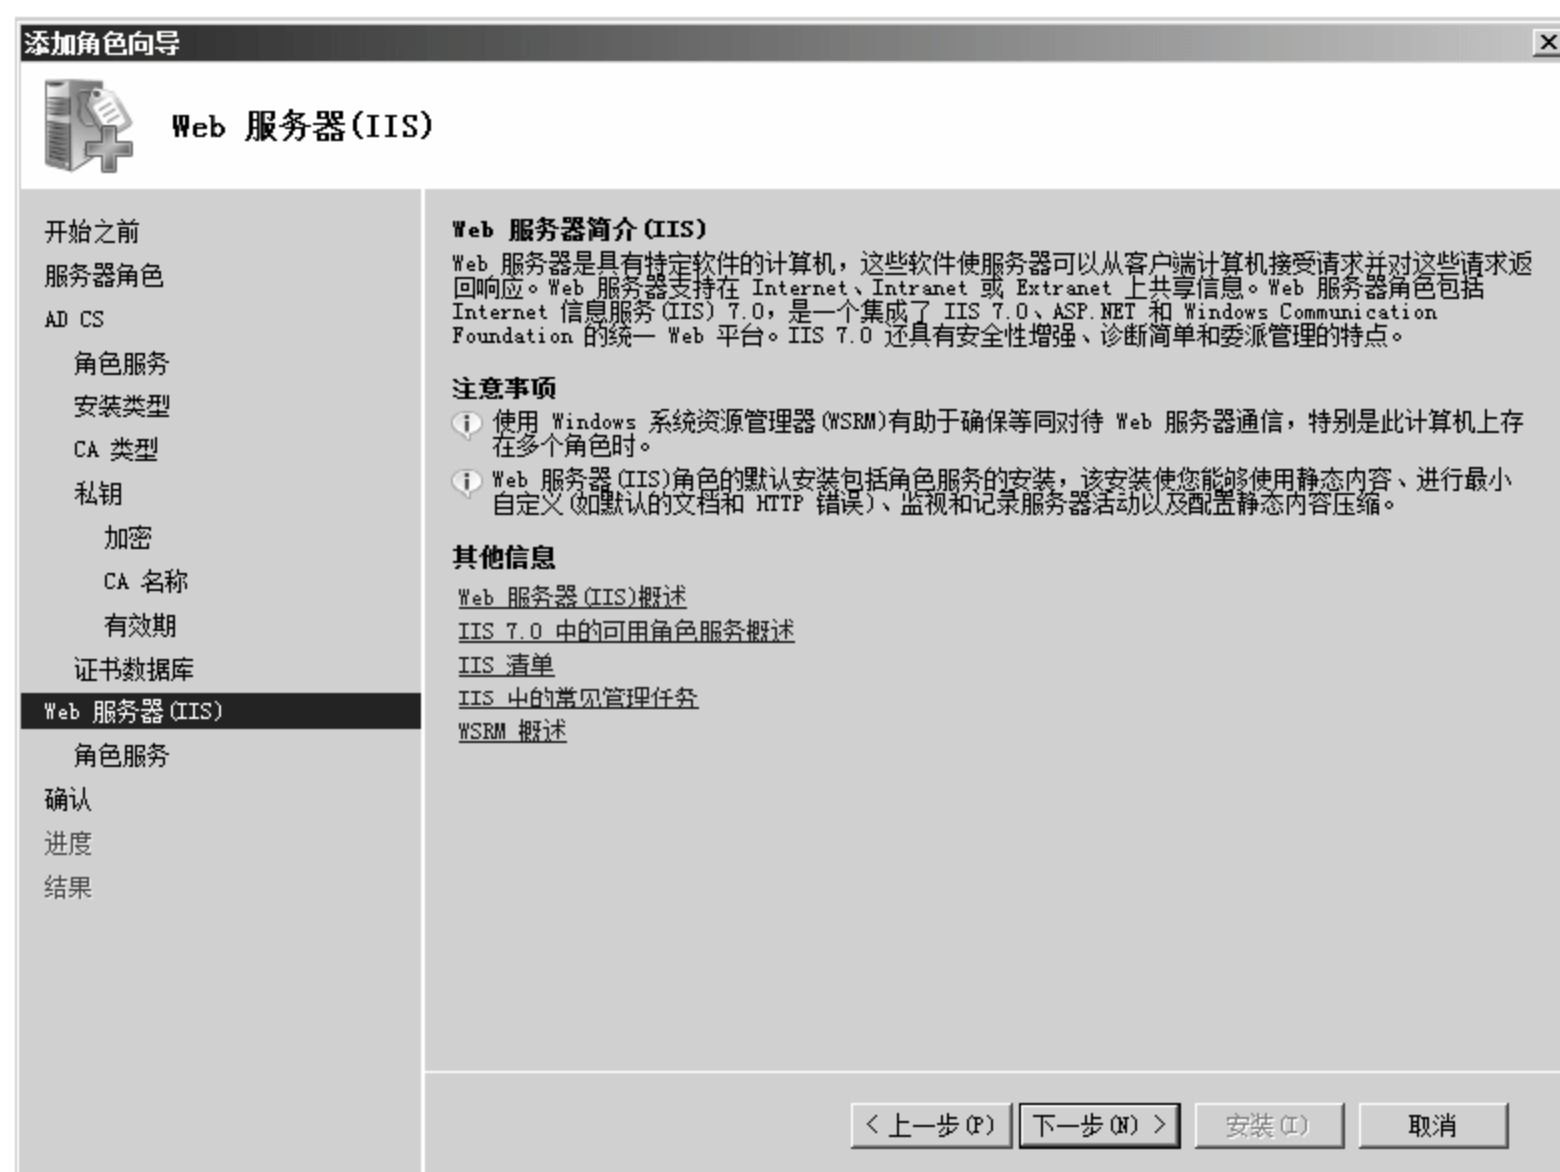 添加角色向导
Web 服务器(IIS)
开始之前
服务器角色
AD CS
角色服务
安装类型
CA 类型
私钥
加密
CA 名称
有效期
证书数据库
Web 服务器(IIS)
角色服务
确认
进度
结果
Web 服务器简介(IIS)
Web 服务器是具有特定软件的计算机，这些软件使服务器可以从客户端计算机接受请求并对这些请求返
回响应。Web 服务器支持在 Internet、Intranet 或 Extranet 上共享信息。Web 服务器角色包括
Internet 信息服务(IIS) 7.0，是一个集成了 IIS 7.0、ASP.NET 和 Windows Communication
Foundation 的统一 Web 平台。IIS 7.0 还具有安全性增强、诊断简单和委派管理的特点。
注意事项
使用 Windows 系统资源管理器(WSRM)有助于确保等同对待 Web 服务器通信，特别是此计算机上存
在多个角色时。
Web 服务器(IIS)角色的默认安装包括角色服务的安装，该安装使您能够使用静态内容、进行最小
自定义(如默认的文档和 HTTP 错误)、监视和记录服务器活动以及配置静态内容压缩。
其他信息
Web 服务器(IIS)概述
IIS 7.0 中的可用角色服务概述
IIS 清单
IIS 中的常见管理任务
WSRM 概述
< 上一步(P)
下一步(N) >
安装(I)
取消